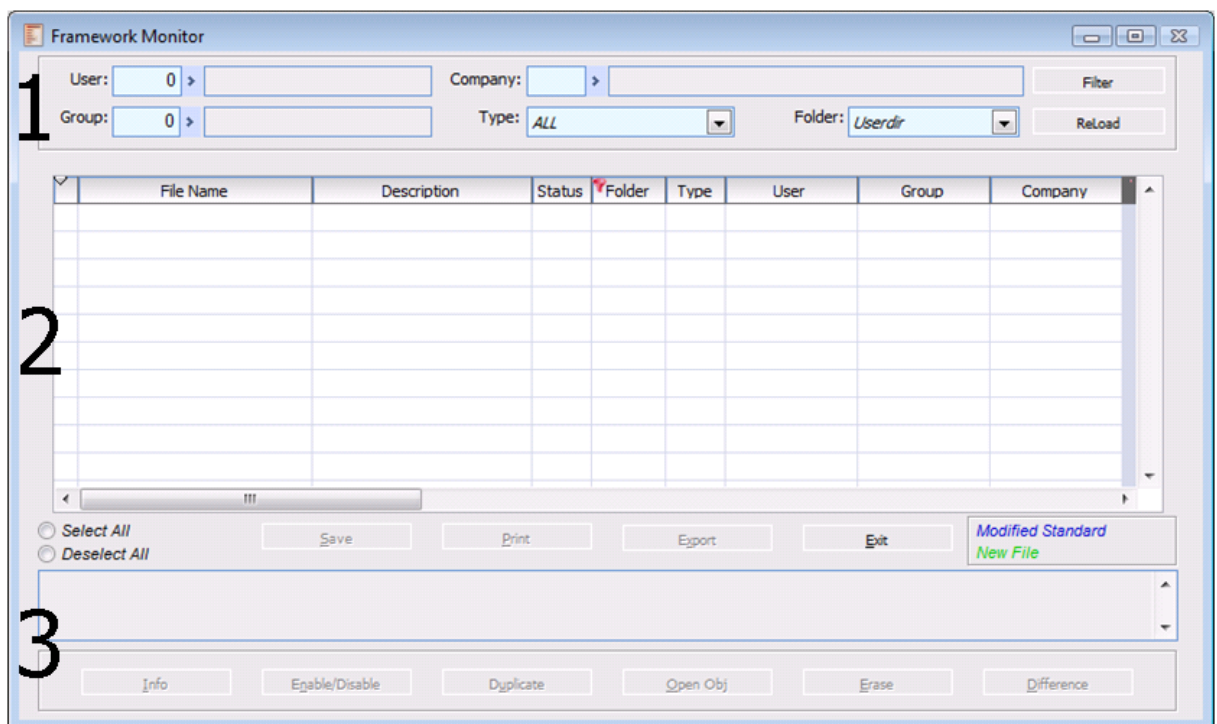 Framework Monitor
1
User: 0 > Company: > Filter
Group: 0 > Type: ALL Folder: Userdir ReLoad
File Name Description Status Folder Type User Group Company
2
Select All Save Print Export Exit Modified Standard
Deselect All New File
3
Info Enable/Disable Duplicate Open Obj Erase Difference